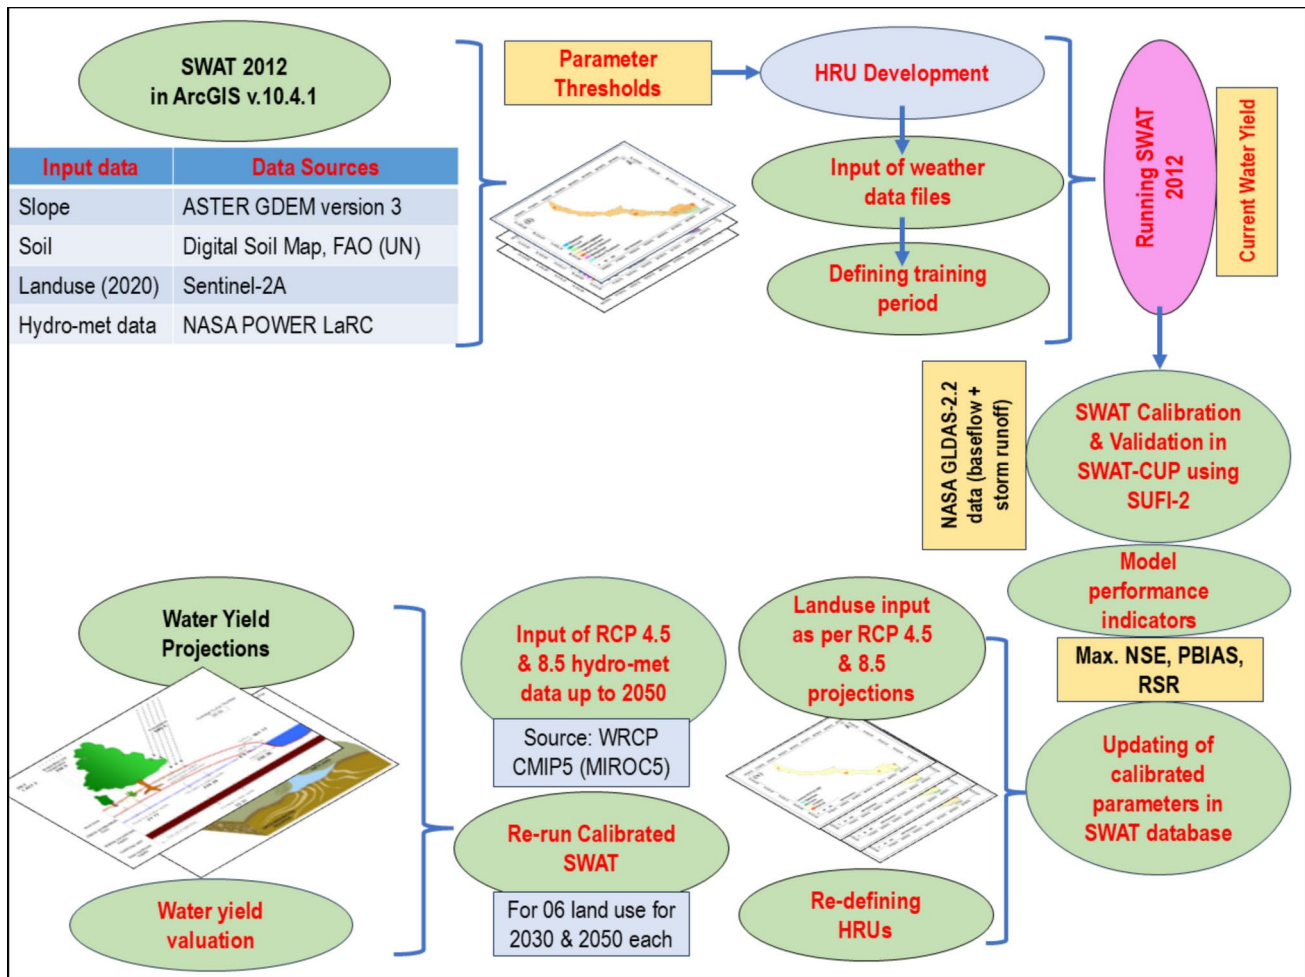 SWAT 2012
in ArcGIS v.10.4.1
Input data Data Sources
Slope ASTER GDEM version 3
Soil Digital Soil Map, FAO (UN)
Landuse (2020) Sentinel-2A
Hydro-met data NASA POWER LaRC
Parameter
Thresholds
HRU Development
Input of weather
data files
Defining training
period
Running SWAT
2012
Current Water Yield
NASA GLDAS-2.2
data (baseflow +
storm runoff)
SWAT Calibration
& Validation in
SWAT-CUP using
SUFI-2
Model
performance
indicators
Max. NSE, PBIAS,
RSR
Updating of
calibrated
parameters in
SWAT database
Landuse input
as per RCP 4.5
& 8.5
projections
Re-defining
HRUs
Input of RCP 4.5
& 8.5 hydro-met
data up to 2050
Source: WRCP
CMIP5 (MIROC5)
Re-run Calibrated
SWAT
For 06 land use for
2030 & 2050 each
Water Yield
Projections
Water yield
valuation